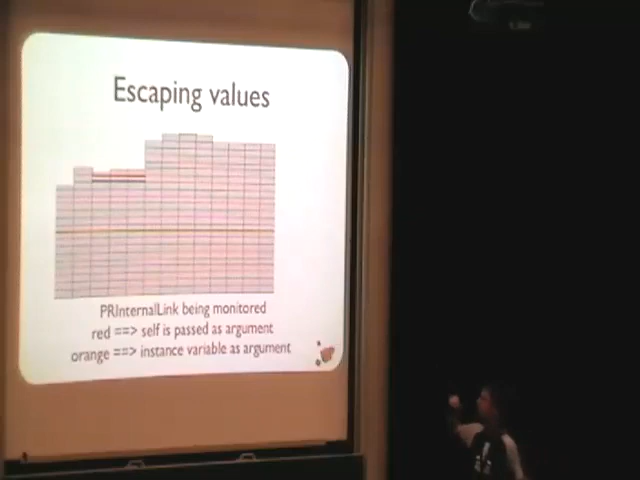 Escaping values
PRInternalLink being monitored
red ==> self is passed as argument
orange ==> instance variable as argument